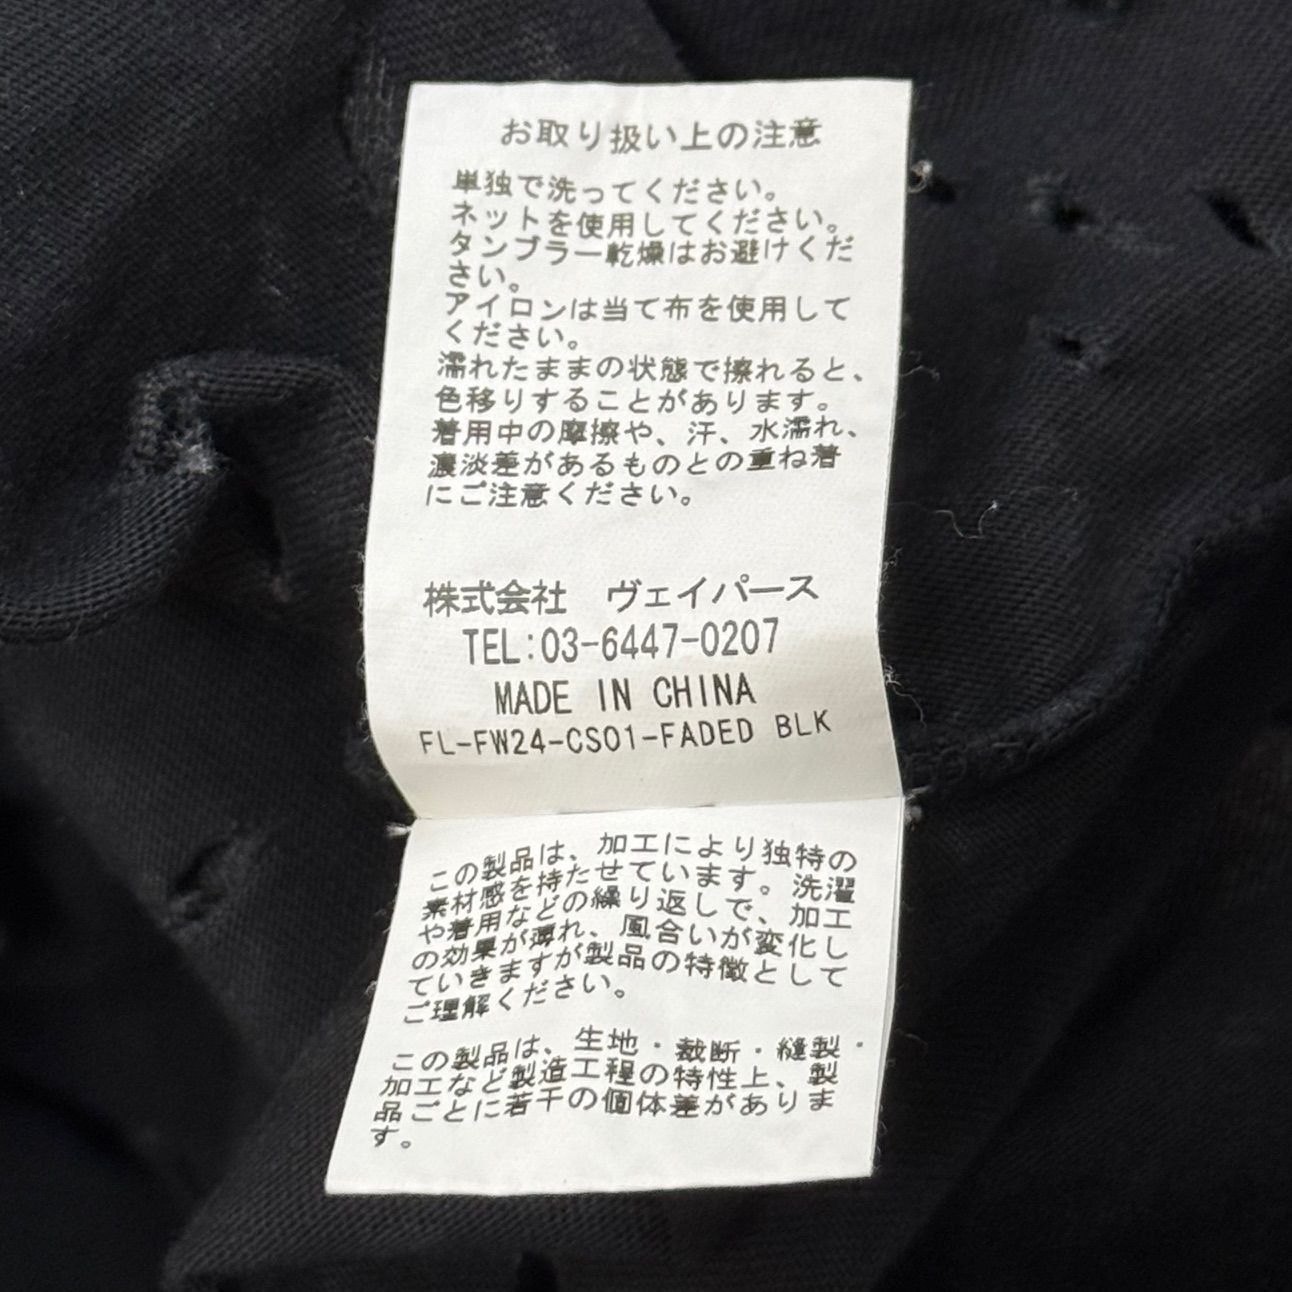 お取り扱い上の注意
単独で洗ってください。
ネットを使用してください。
タンブラー乾燥はお避けくだ
さい。
アイロンは当て布を使用して
ください。
濡れたままの状態で擦れると、
色移りすることがあります。
着用中の摩擦や、汗、水濡れ、
濃淡差があるものとの重ね着
にご注意ください。
株式会社 ヴェイパース
TEL:03-6447-0207
MADE IN CHINA
FL-FW24-CS01-FADED BLK
この製品は、加工により独特の
素材感を持たせています。洗濯
や着用などの繰り返しで、加工
の効果が薄れ、風合いが変化し
ていきますが製品の特徴として
ご理解ください。
この製品は、生地・裁断・縫製・
加工など製造工程の特性上、製
品ごとに若干の個体差がありま
す。